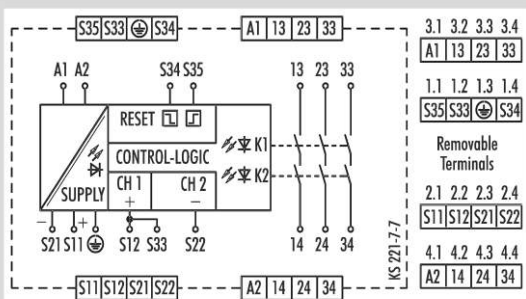 S35 S33 S34 A1 13 23 33
A1 A2 S34 S35 13 23 33
RESET
CONTROL-LOGIC
K1
K2
SUPPLY
CH 1 CH 2
+ −
− +
S21 S11 S12 S33 S22 14 24 34
KS 221-7-7
S11 S12 S21 S22 A2 14 24 34
3.1 3.2 3.3 3.4
A1 13 23 33
1.1 1.2 1.3 1.4
S35 S33 S34
Removable
Terminals
2.1 2.2 2.3 2.4
S11 S12 S21 S22
4.1 4.2 4.3 4.4
A2 14 24 34